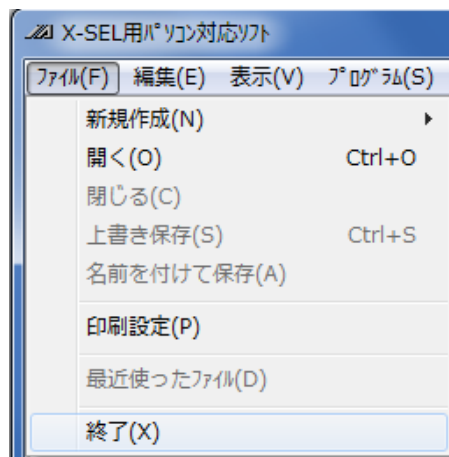 X-SEL用ﾊﾟｿｺﾝ対応ｿﾌﾄ
ﾌｧｲﾙ(F) 編集(E) 表示(V) ﾌﾟﾛｸﾞﾗﾑ(S)
新規作成(N)
開く(O) Ctrl+O
閉じる(C)
上書き保存(S) Ctrl+S
名前を付けて保存(A)
印刷設定(P)
最近使ったﾌｧｲﾙ(D)
終了(X)